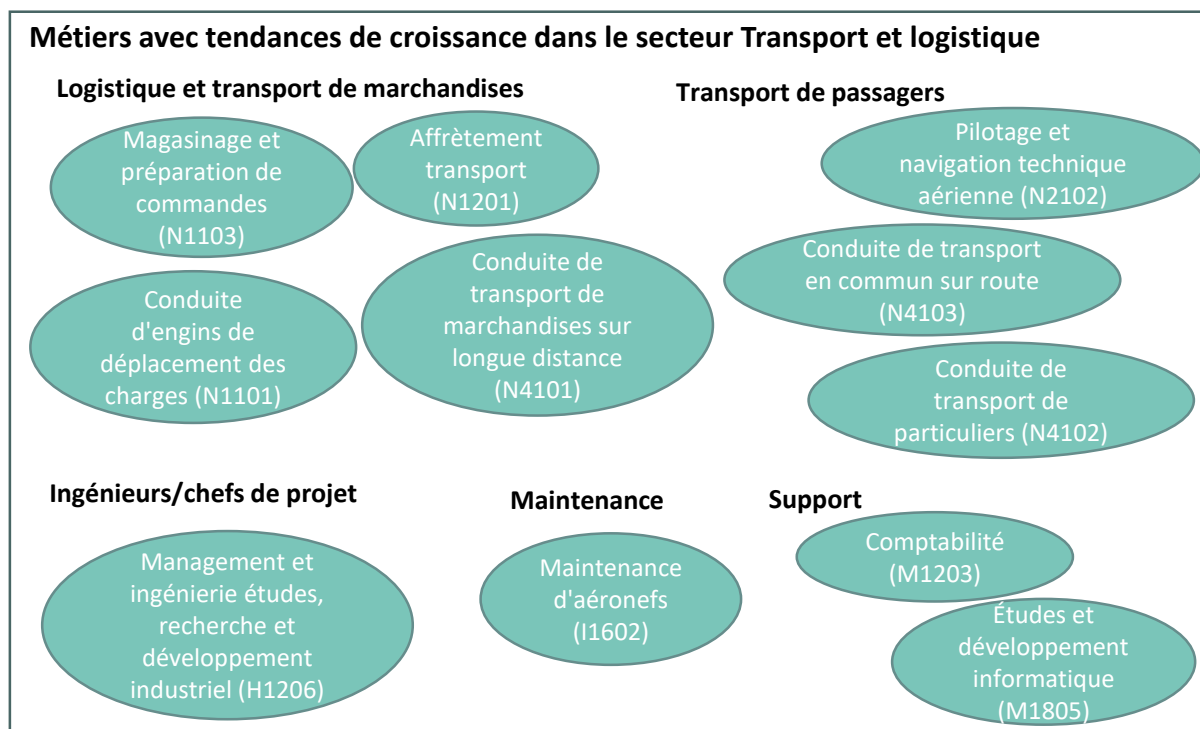 Métiers avec tendances de croissance dans le secteur Transport et logistique
Logistique et transport de marchandises
Magasinage et
préparation de
commandes
(N1103)
Affrètement
transport
(N1201)
Conduite
d'engins de
déplacement des
charges (N1101)
Conduite de
transport de
marchandises sur
longue distance
(N4101)
Transport de passagers
Pilotage et
navigation technique
aérienne (N2102)
Conduite de transport
en commun sur route
(N4103)
Conduite de
transport de
particuliers (N4102)
Ingénieurs/chefs de projet
Management et
ingénierie études,
recherche et
développement
industriel (H1206)
Maintenance
Maintenance
d'aéronefs
(I1602)
Support
Comptabilité
(M1203)
Études et
développement
informatique
(M1805)